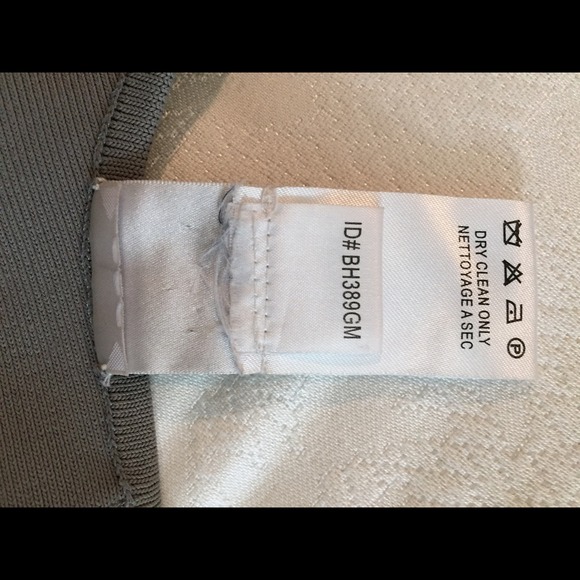 ID# BH389GM
P
DRY CLEAN ONLY
NETTOYAGE A SEC